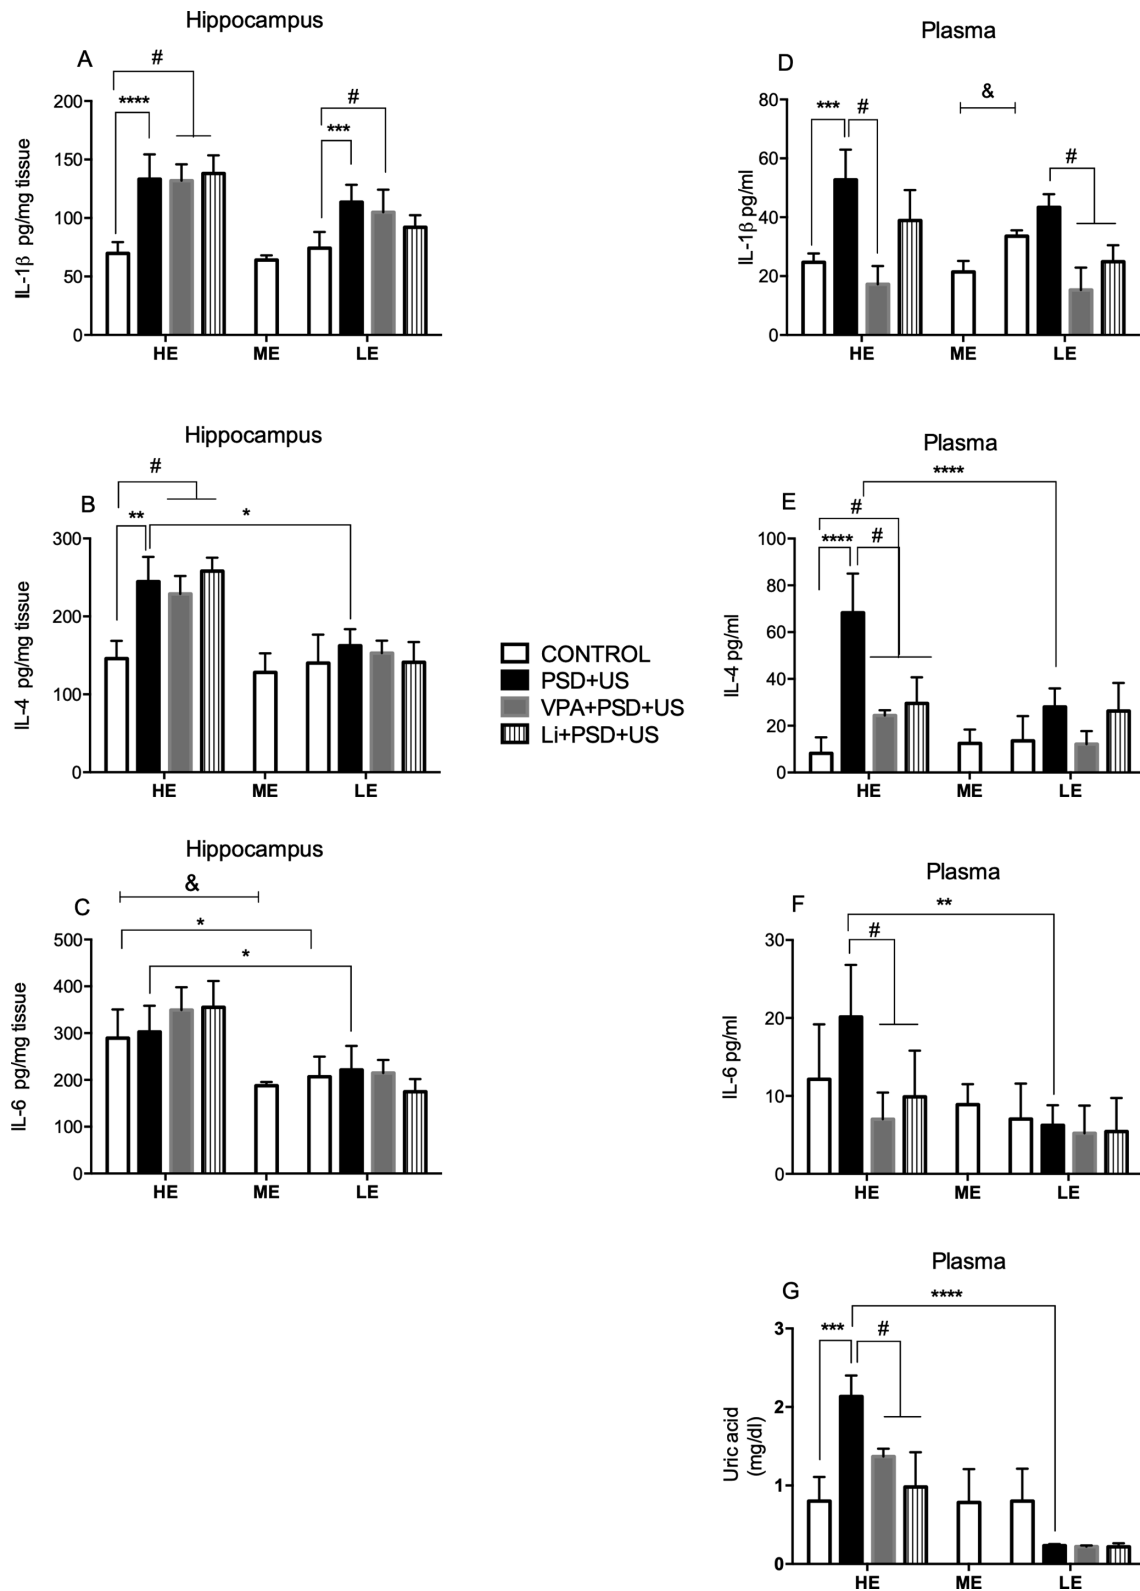 Hippocampus
A
#
****
#
***
IL-1β pg/mg tissue
200
150
100
50
0
HE ME LE
Plasma
D
***
#
&
#
IL-1β pg/ml
80
60
40
20
0
HE ME LE
Hippocampus
B
#
**
*
IL-4 pg/mg tissue
300
200
100
0
HE ME LE
CONTROL
PSD+US
VPA+PSD+US
Li+PSD+US
Plasma
E
****
#
****
#
IL-4 pg/ml
100
80
60
40
20
0
HE ME LE
Hippocampus
C
&
*
*
IL-6 pg/mg tissue
500
400
300
200
100
0
HE ME LE
Plasma
F
**
#
IL-6 pg/ml
30
20
10
0
HE ME LE
Plasma
G
****
***
#
Uric acid
(mg/dl)
3
2
1
0
HE ME LE